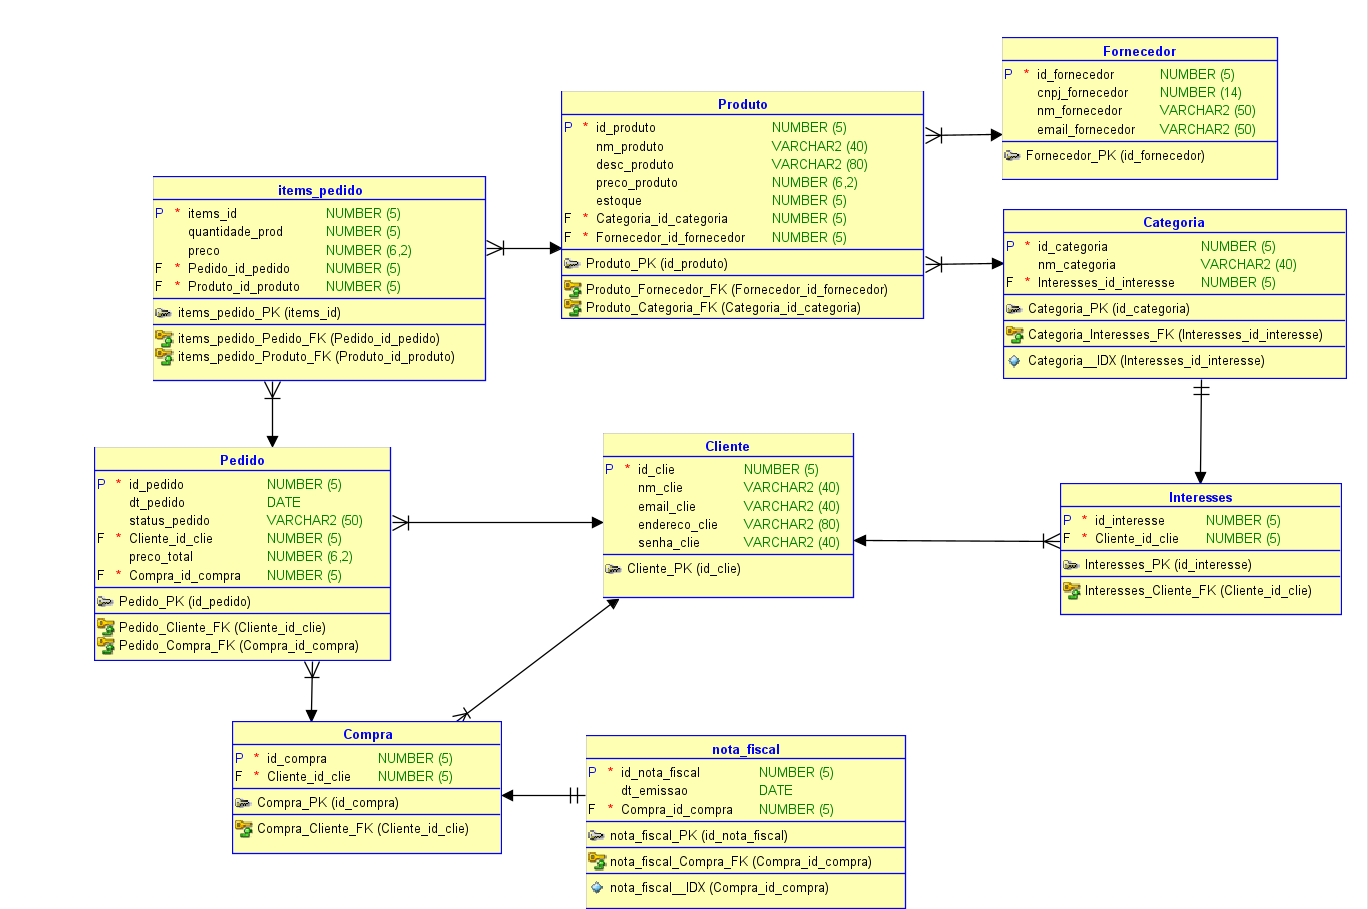 Fornecedor
P * id_fornecedor NUMBER (5)
cnpj_fornecedor NUMBER (14)
nm_fornecedor VARCHAR2 (50)
email_fornecedor VARCHAR2 (50)
Fornecedor_PK (id_fornecedor)
Produto
P * id_produto NUMBER (5)
nm_produto VARCHAR2 (40)
desc_produto VARCHAR2 (80)
preco_produto NUMBER (6,2)
estoque NUMBER (5)
F * Categoria_id_categoria NUMBER (5)
F * Fornecedor_id_fornecedor NUMBER (5)
Produto_PK (id_produto)
Produto_Fornecedor_FK (Fornecedor_id_fornecedor)
Produto_Categoria_FK (Categoria_id_categoria)
items_pedido
P * items_id NUMBER (5)
quantidade_prod NUMBER (5)
preco NUMBER (6,2)
F * Pedido_id_pedido NUMBER (5)
F * Produto_id_produto NUMBER (5)
items_pedido_PK (items_id)
items_pedido_Pedido_FK (Pedido_id_pedido)
items_pedido_Produto_FK (Produto_id_produto)
Categoria
P * id_categoria NUMBER (5)
nm_categoria VARCHAR2 (40)
F * Interesses_id_interesse NUMBER (5)
Categoria_PK (id_categoria)
Categoria_Interesses_FK (Interesses_id_interesse)
Categoria__IDX (Interesses_id_interesse)
Pedido
P * id_pedido NUMBER (5)
dt_pedido DATE
status_pedido VARCHAR2 (50)
F * Cliente_id_clie NUMBER (5)
preco_total NUMBER (6,2)
F * Compra_id_compra NUMBER (5)
Pedido_PK (id_pedido)
Pedido_Cliente_FK (Cliente_id_clie)
Pedido_Compra_FK (Compra_id_compra)
Cliente
P * id_clie NUMBER (5)
nm_clie VARCHAR2 (40)
email_clie VARCHAR2 (40)
endereco_clie VARCHAR2 (80)
senha_clie VARCHAR2 (40)
Cliente_PK (id_clie)
Interesses
P * id_interesse NUMBER (5)
F * Cliente_id_clie NUMBER (5)
Interesses_PK (id_interesse)
Interesses_Cliente_FK (Cliente_id_clie)
Compra
P * id_compra NUMBER (5)
F * Cliente_id_clie NUMBER (5)
Compra_PK (id_compra)
Compra_Cliente_FK (Cliente_id_clie)
nota_fiscal
P * id_nota_fiscal NUMBER (5)
dt_emissao DATE
F * Compra_id_compra NUMBER (5)
nota_fiscal_PK (id_nota_fiscal)
nota_fiscal_Compra_FK (Compra_id_compra)
nota_fiscal__IDX (Compra_id_compra)